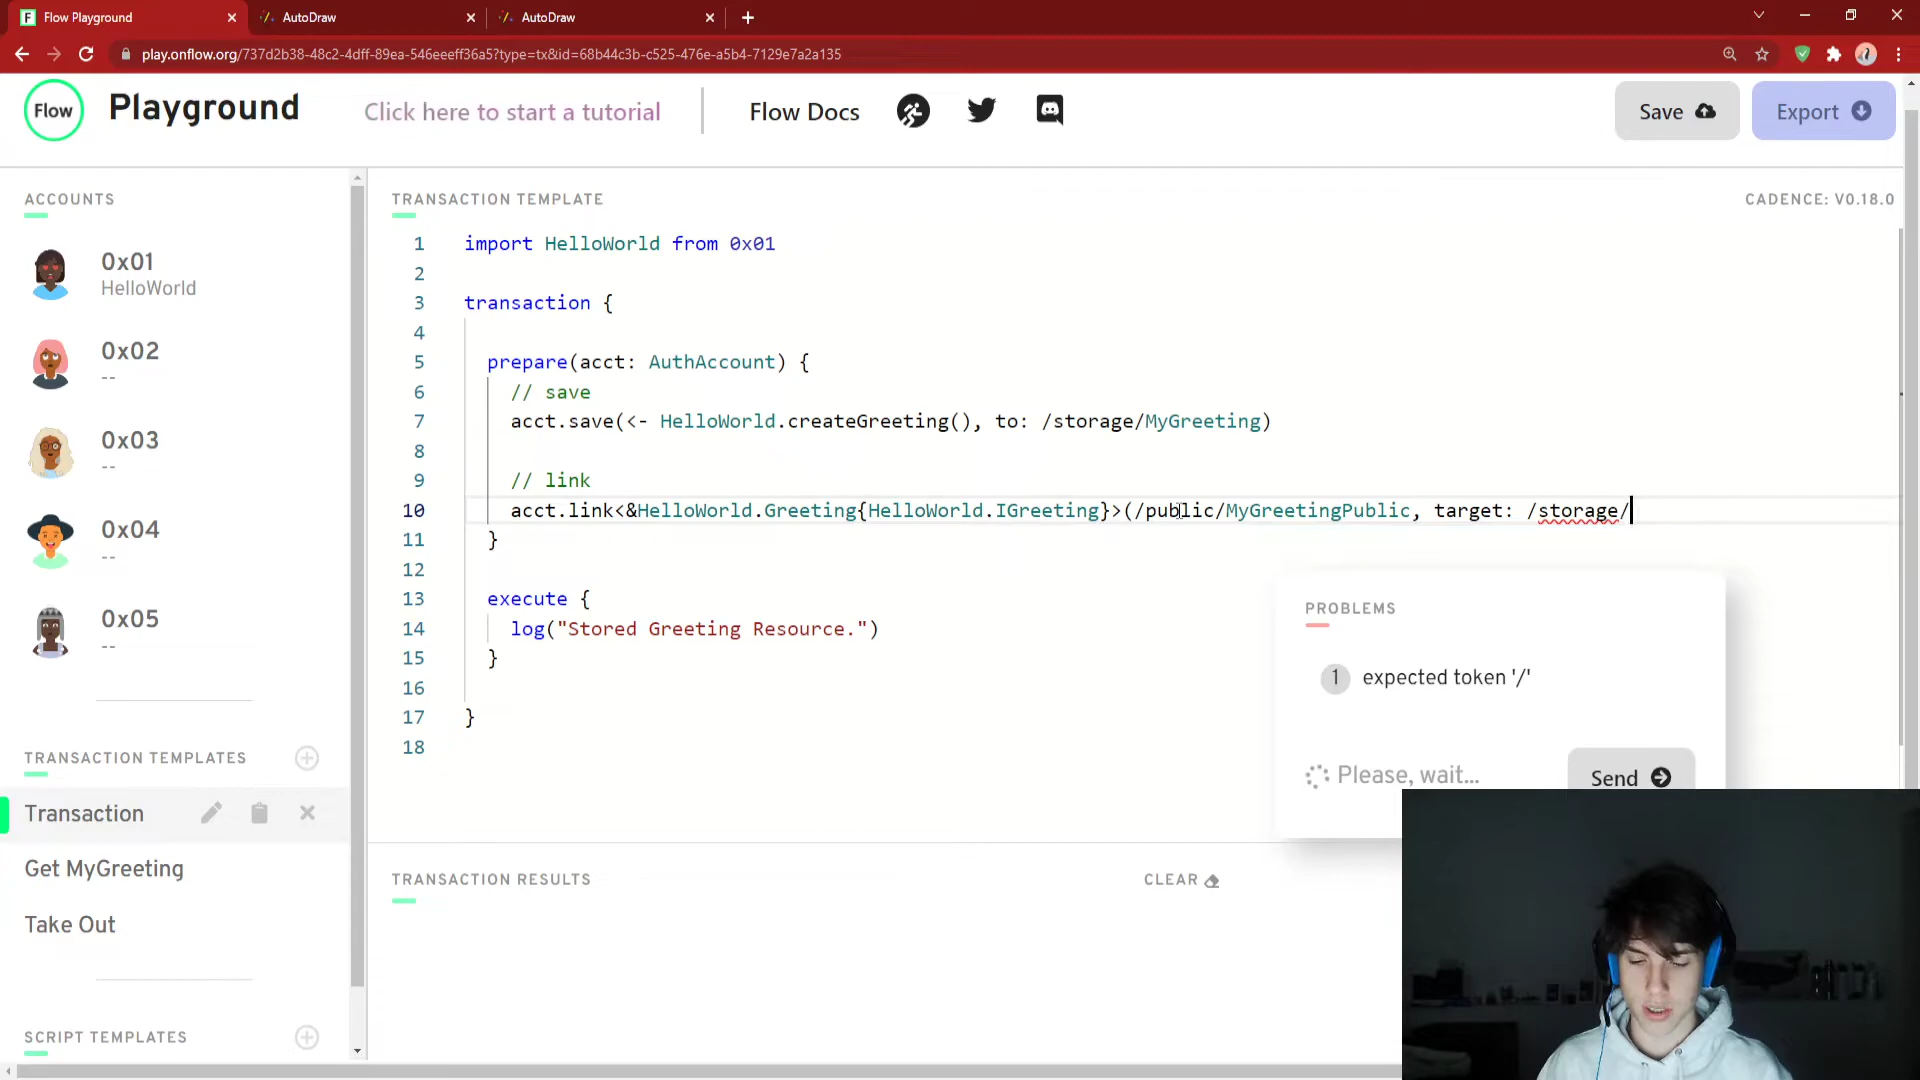 F Flow Playground
AutoDraw
AutoDraw
play.onflow.org/737d2b38-48c2-4dff-89ea-546eeeff36a5?type=tx&id=68b44c3b-c525-476e-a5b4-7129e7a2a135
Flow Playground
Click here to start a tutorial
Flow Docs
Save
Export
ACCOUNTS
0x01
HelloWorld
0x02
--
0x03
--
0x04
--
0x05
--
TRANSACTION TEMPLATES
Transaction
Get MyGreeting
Take Out
SCRIPT TEMPLATES
TRANSACTION TEMPLATE
CADENCE: V0.18.0
1 import HelloWorld from 0x01
2
3 transaction {
4
5 prepare(acct: AuthAccount) {
6 // save
7 acct.save(<- HelloWorld.createGreeting(), to: /storage/MyGreeting)
8
9 // link
10 acct.link<&HelloWorld.Greeting{HelloWorld.IGreeting}>(/public/MyGreetingPublic, target: /storage/
11 }
12
13 execute {
14 log("Stored Greeting Resource.")
15 }
16
17 }
18
PROBLEMS
1 expected token '/'
Please, wait...
Send
TRANSACTION RESULTS
CLEAR